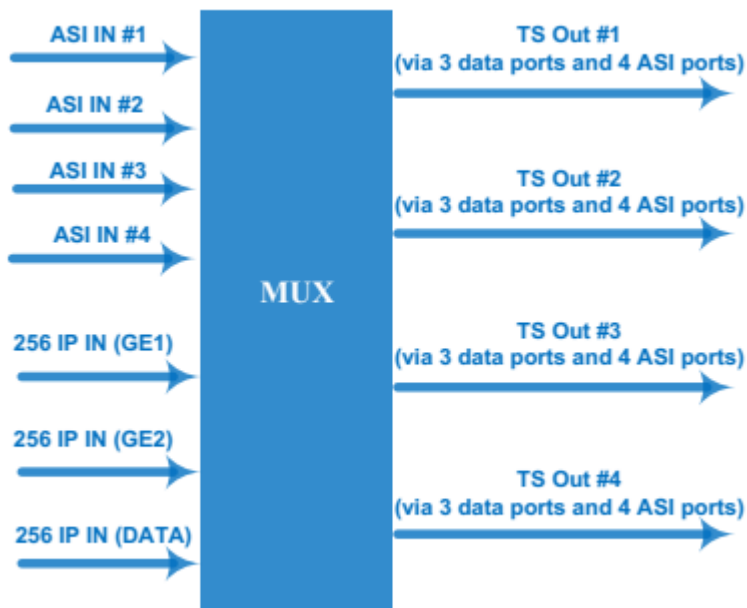 ASI IN #1
ASI IN #2
ASI IN #3
ASI IN #4
256 IP IN (GE1)
256 IP IN (GE2)
256 IP IN (DATA)
MUX
TS Out #1
(via 3 data ports and 4 ASI ports)
TS Out #2
(via 3 data ports and 4 ASI ports)
TS Out #3
(via 3 data ports and 4 ASI ports)
TS Out #4
(via 3 data ports and 4 ASI ports)